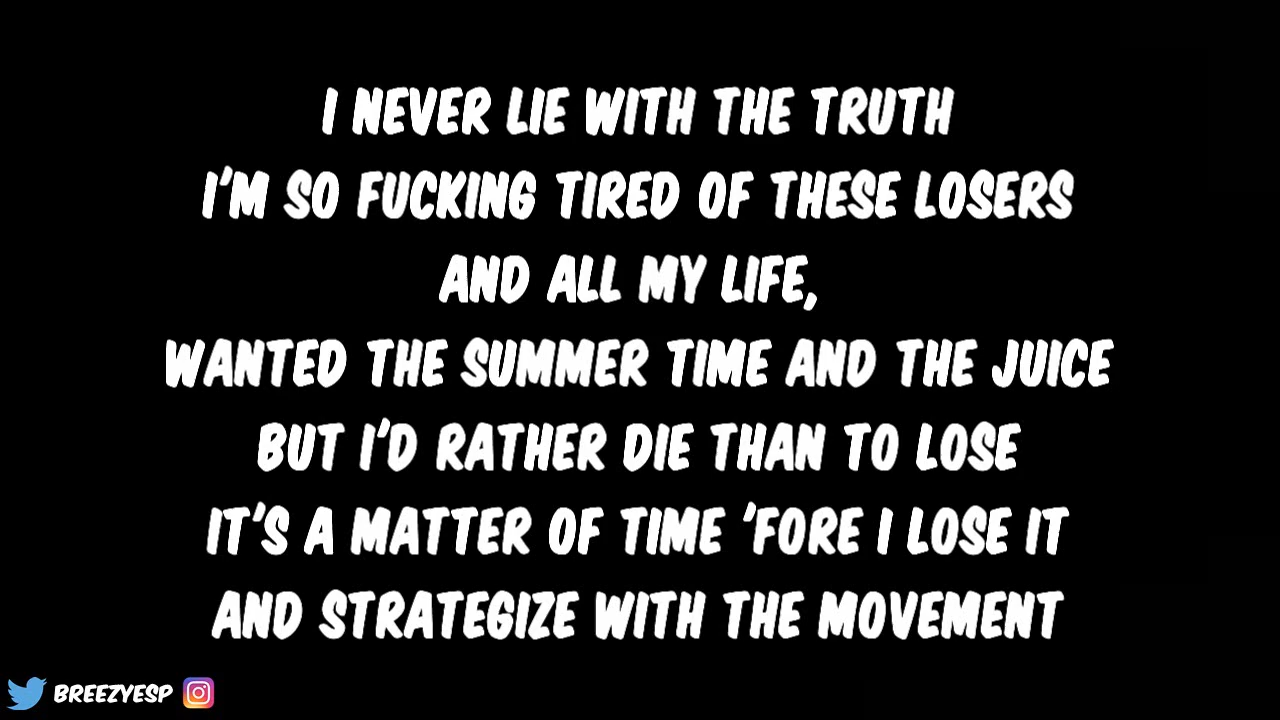 I NEVER LIE WITH THE TRUTH
I'M SO FUCKING TIRED OF THESE LOSERS
AND ALL MY LIFE,
WANTED THE SUMMER TIME AND THE JUICE
BUT I'D RATHER DIE THAN TO LOSE
IT'S A MATTER OF TIME 'FORE I LOSE IT
AND STRATEGIZE WITH THE MOVEMENT
BREEZYESP